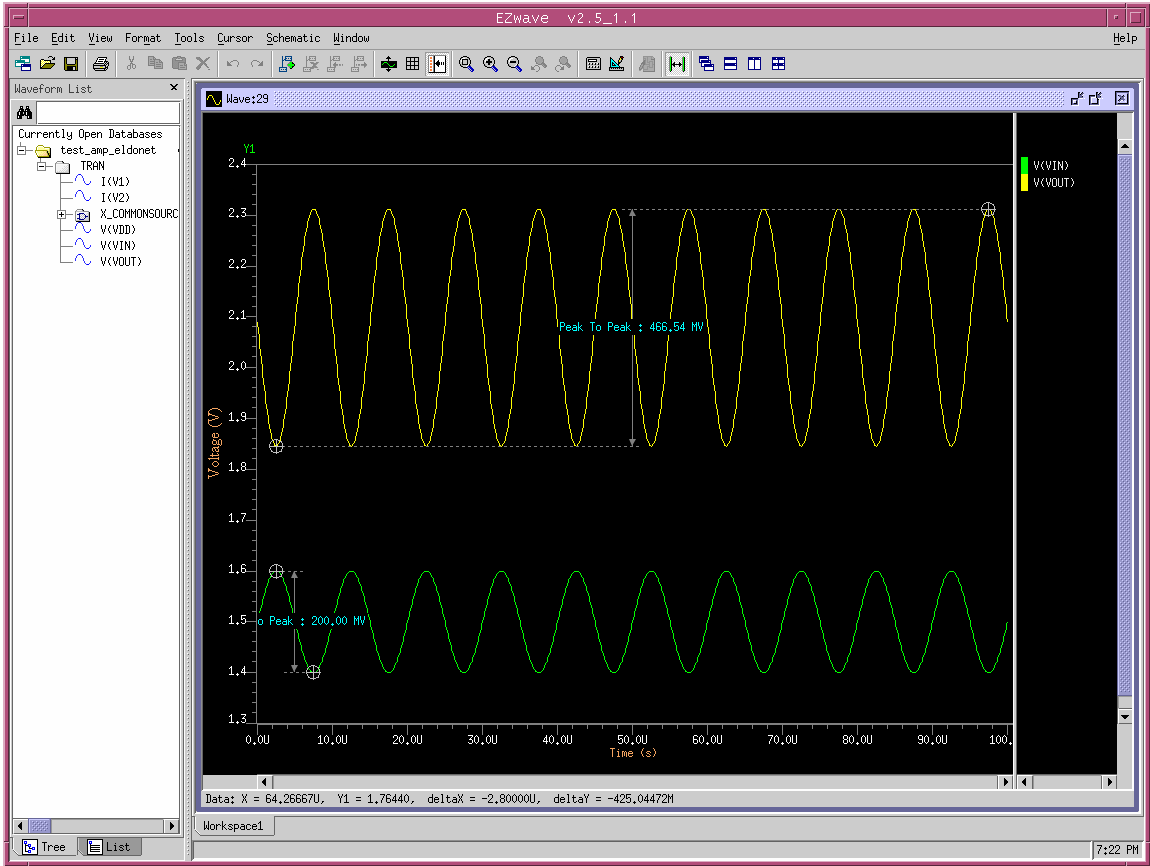 EZwave v2.5_1.1
File Edit View Format Tools Cursor Schematic Window Help
Waveform List
Wave:29
Currently Open Databases
test_amp_eldonet
TRAN
I(V1)
I(V2)
X_COMMONSOURC
V(VDD)
V(VIN)
V(VOUT)
Y1
2.4
2.3
2.2
2.1
2.0
1.9
1.8
1.7
1.6
1.5
1.4
1.3
Voltage (V)
Peak To Peak : 466.54 MV
o Peak : 200.00 MV
0.0U 10.0U 20.0U 30.0U 40.0U 50.0U 60.0U 70.0U 80.0U 90.0U 100.
Time (s)
V(VIN)
V(VOUT)
Data: X = 64.26667U, Y1 = 1.76440, deltaX = -2.80000U, deltaY = -425.04472M
Workspace1
Tree List
7:22 PM